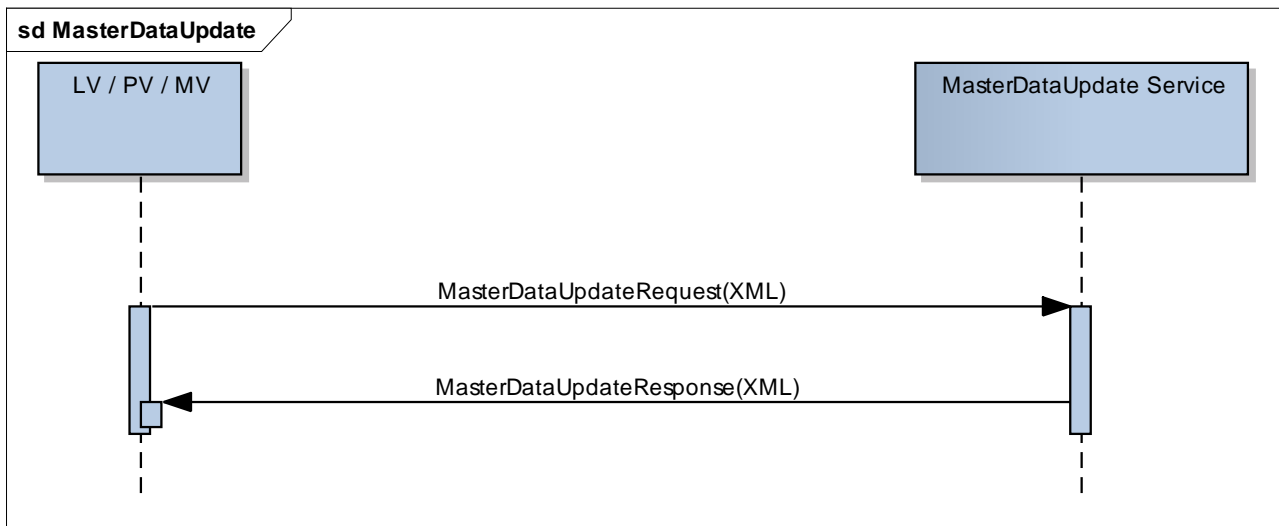 sd MasterDataUpdate
LV / PV / MV
MasterDataUpdate Service
MasterDataUpdateRequest(XML)
MasterDataUpdateResponse(XML)